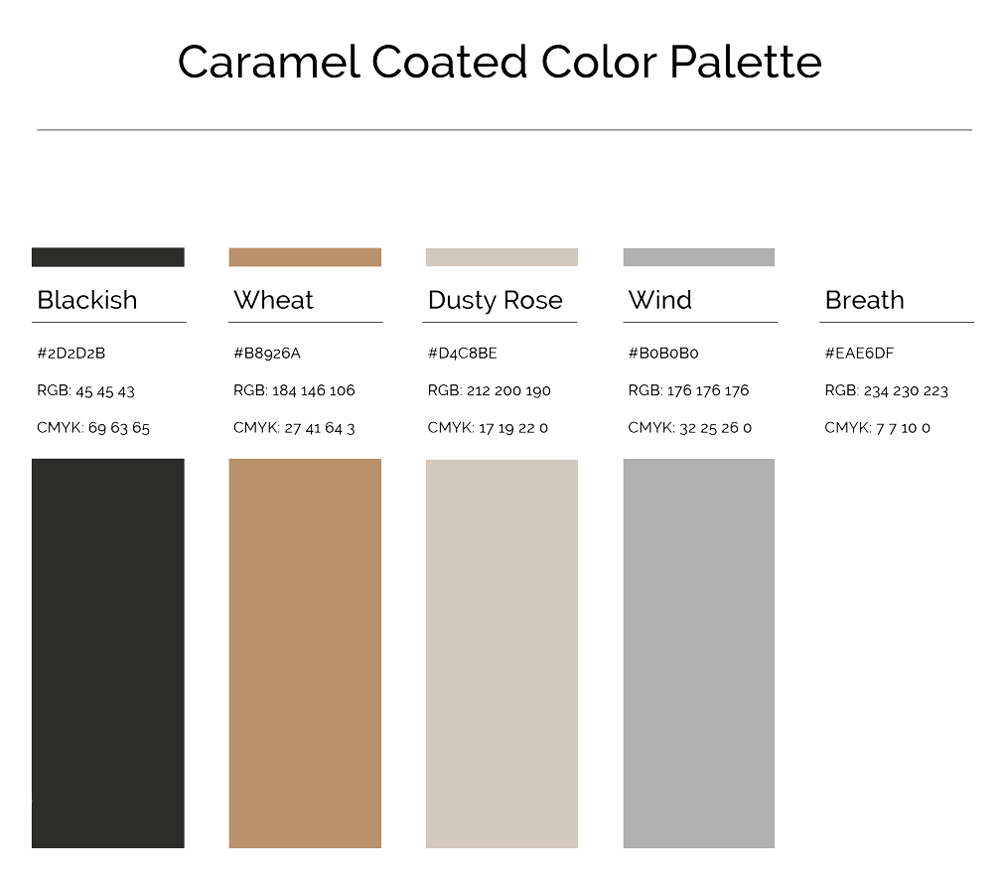 Caramel Coated Color Palette
Blackish
#2D2D2B
RGB: 45 45 43
CMYK: 69 63 65
Wheat
#B8926A
RGB: 184 146 106
CMYK: 27 41 64 3
Dusty Rose
#D4C8BE
RGB: 212 200 190
CMYK: 17 19 22 0
Wind
#B0B0B0
RGB: 176 176 176
CMYK: 32 25 26 0
Breath
#EAE6DF
RGB: 234 230 223
CMYK: 7 7 10 0